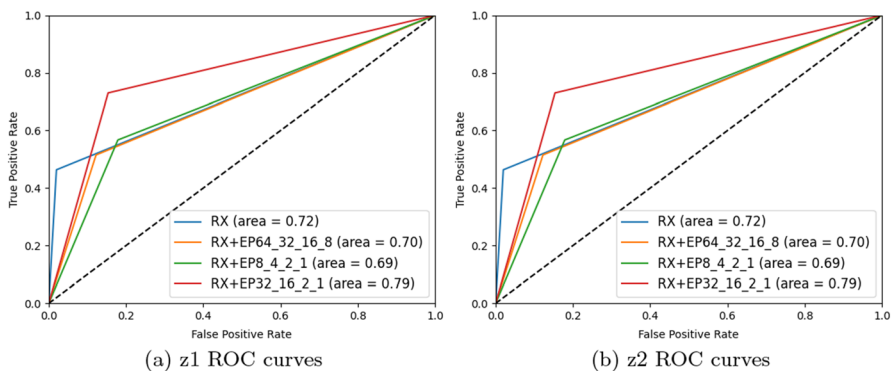 1.0
0.8
0.6
0.4
0.2
0.0
True Positive Rate
RX (area = 0.72)
RX+EP64_32_16_8 (area = 0.70)
RX+EP8_4_2_1 (area = 0.69)
RX+EP32_16_2_1 (area = 0.79)
0.0 0.2 0.4 0.6 0.8 1.0
False Positive Rate
(a) z1 ROC curves
1.0
0.8
0.6
0.4
0.2
0.0
True Positive Rate
RX (area = 0.72)
RX+EP64_32_16_8 (area = 0.70)
RX+EP8_4_2_1 (area = 0.69)
RX+EP32_16_2_1 (area = 0.79)
0.0 0.2 0.4 0.6 0.8 1.0
False Positive Rate
(b) z2 ROC curves